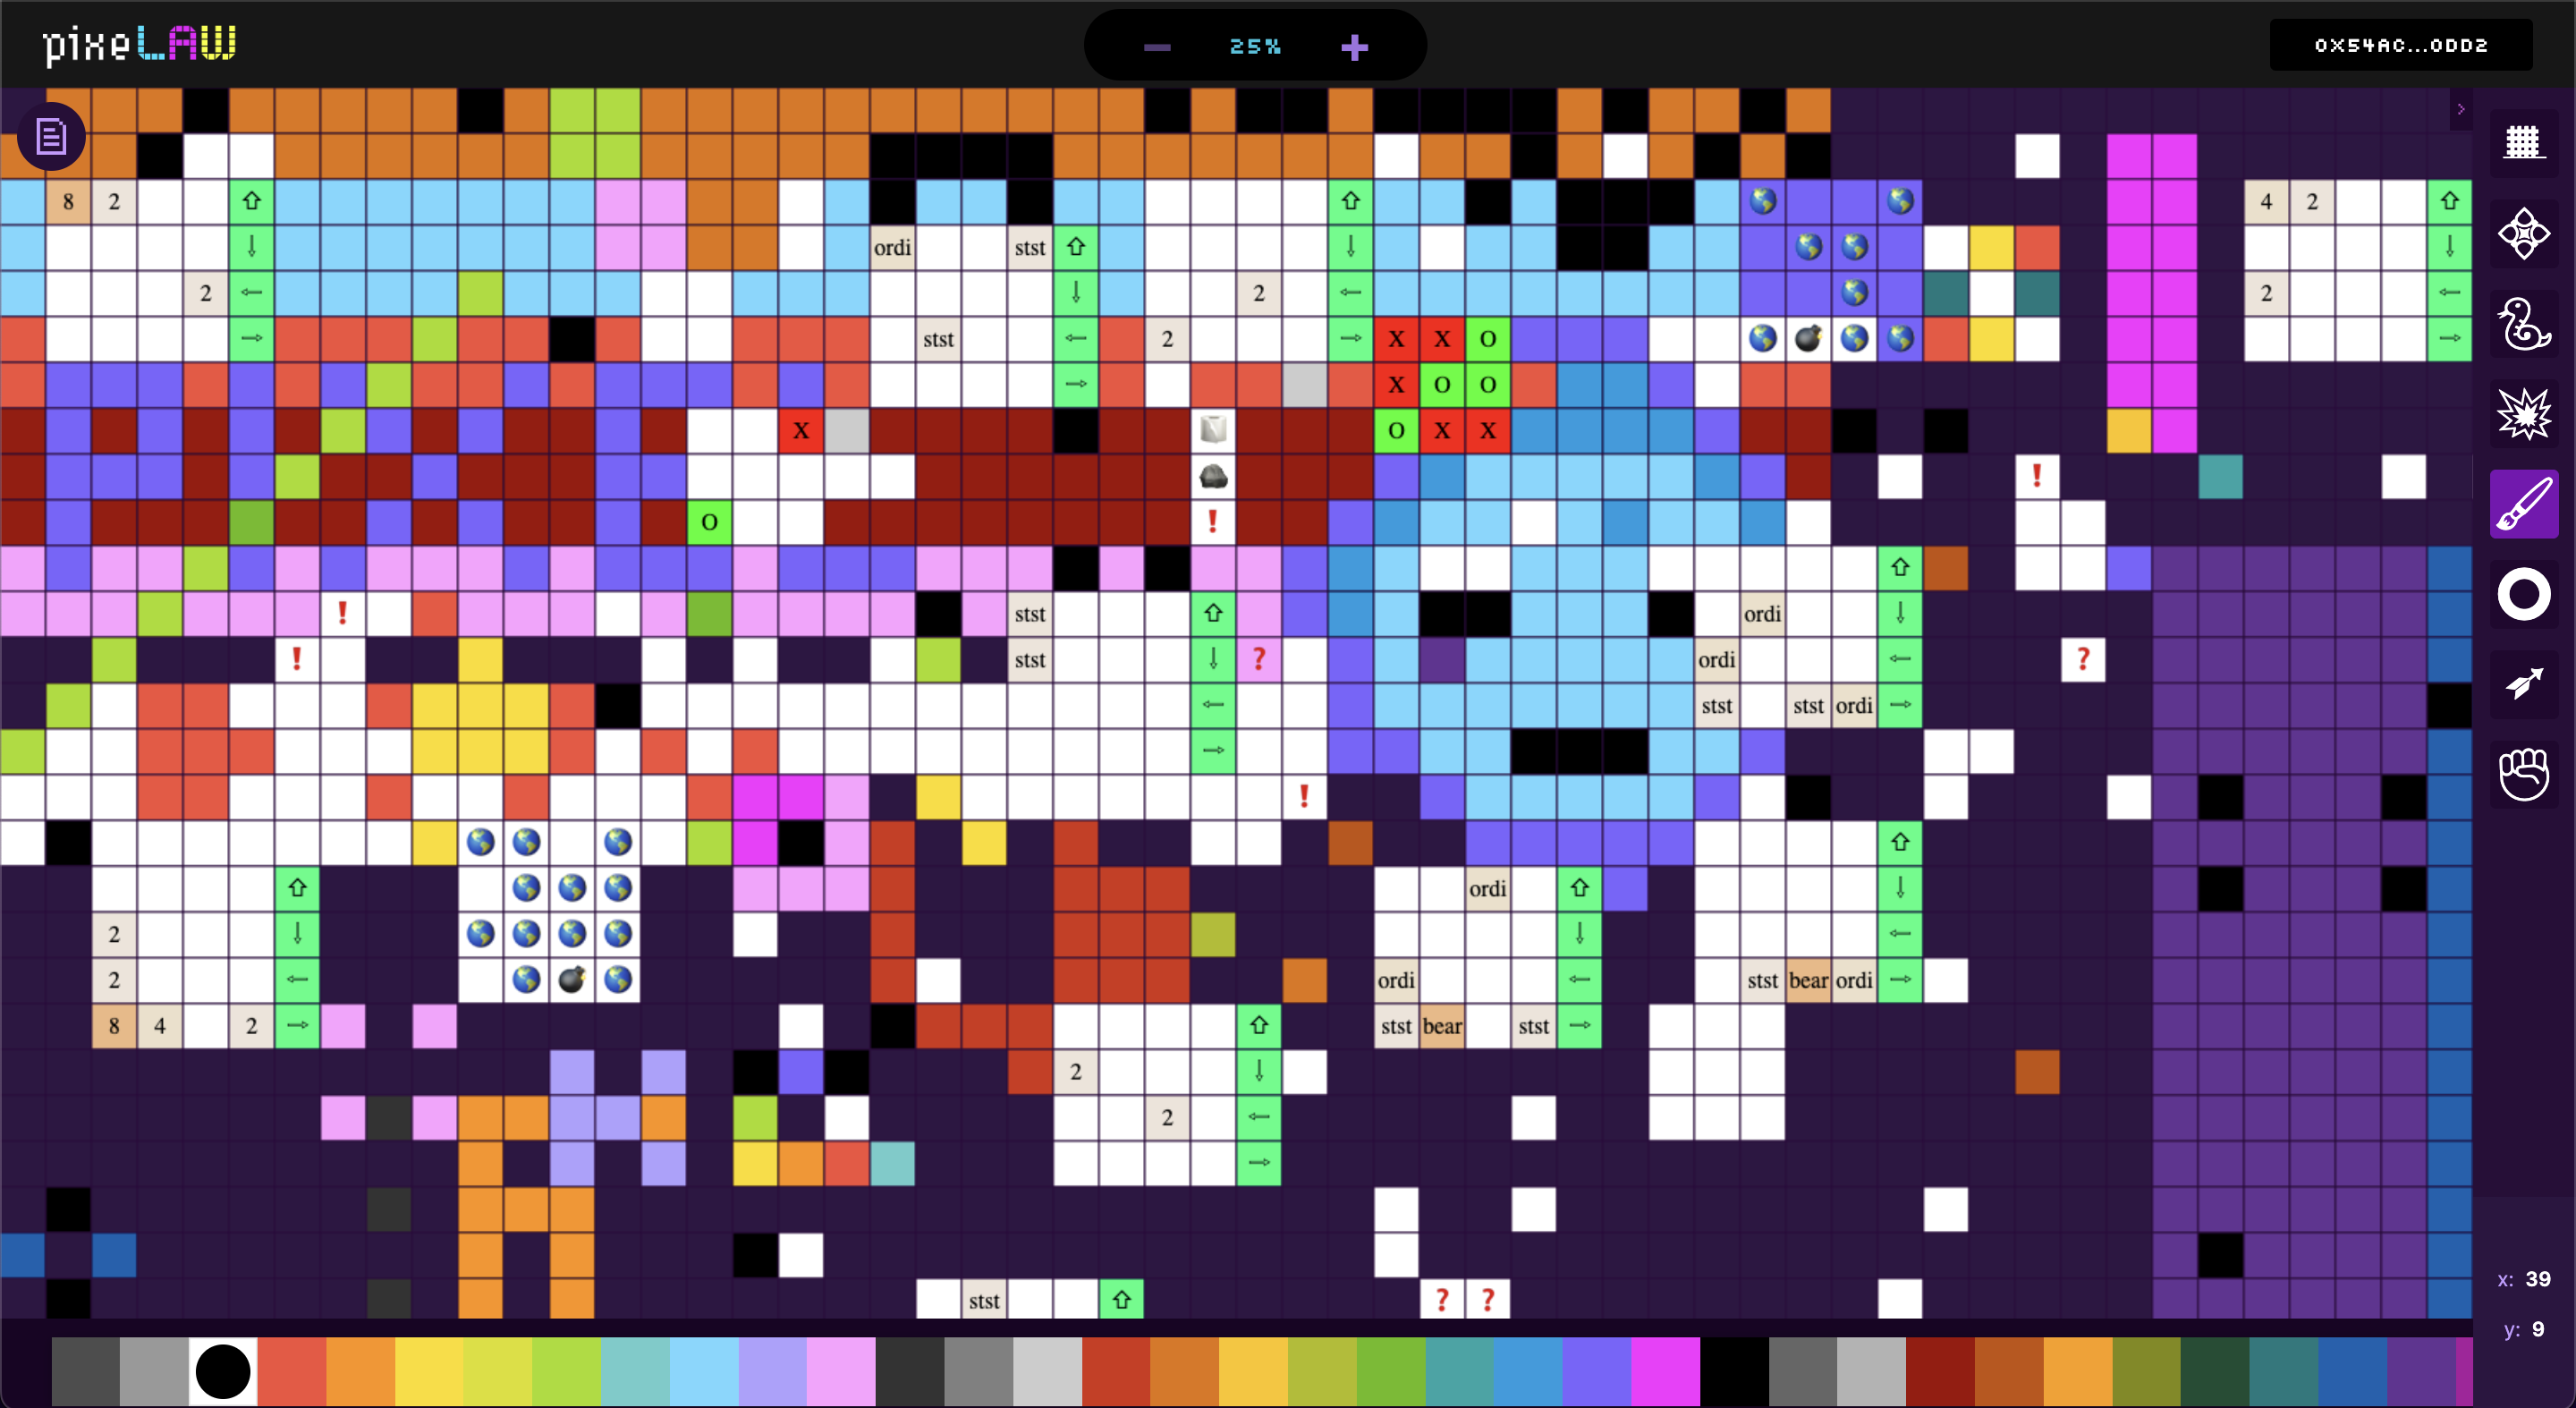 pixeLAW
25%
0X54AC...0DD2
8 2 4 2
ordi stst
2 2 2
stst 2 X X O
X O O
X O X X
!
O !
! stst ordi
! stst ? ordi ?
stst stst ordi
!
ordi
2
2 ordi stst bear ordi
8 4 2 stst bear stst
2
2
x: 39
stst ? ?
y: 9